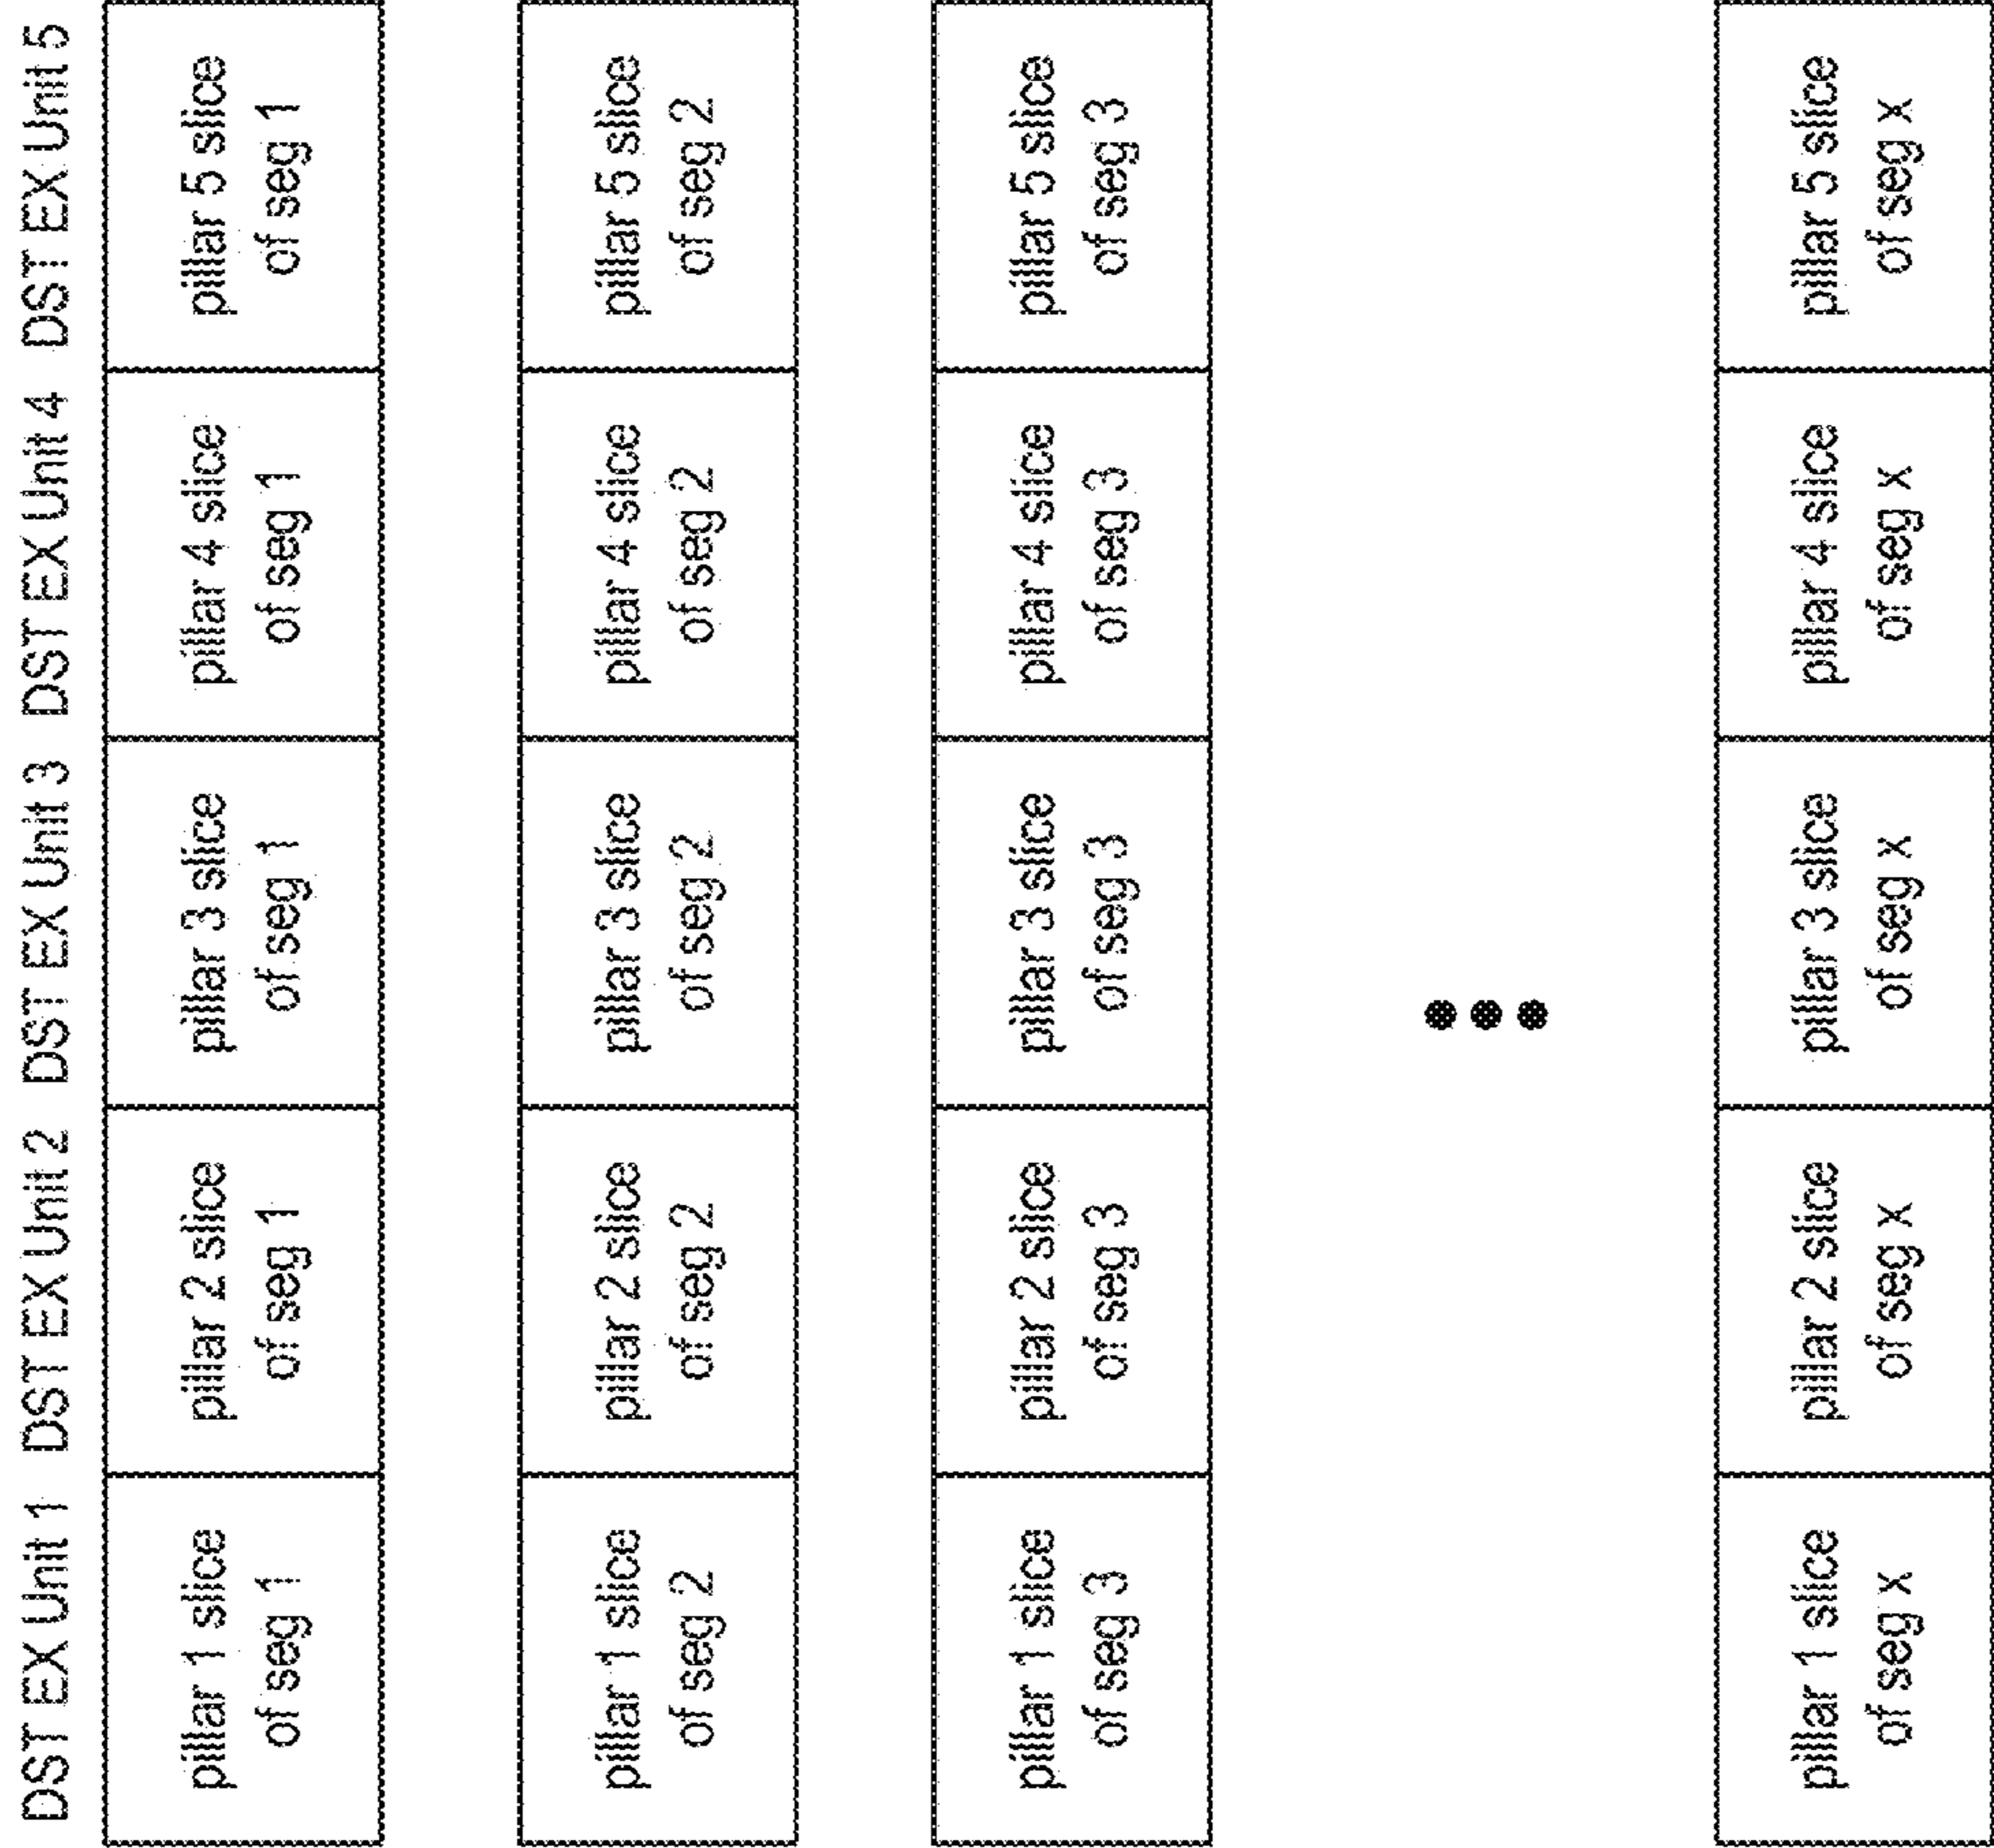 DST EX Unit 1 DST EX Unit 2 DST EX Unit 3 DST EX Unit 4 DST EX Unit 5
pillar 1 slice
of seg 1
pillar 2 slice
of seg 1
pillar 3 slice
of seg 1
pillar 4 slice
of seg 1
pillar 5 slice
of seg 1
pillar 1 slice
of seg 2
pillar 2 slice
of seg 2
pillar 3 slice
of seg 2
pillar 4 slice
of seg 2
pillar 5 slice
of seg 2
pillar 1 slice
of seg 3
pillar 2 slice
of seg 3
pillar 3 slice
of seg 3
pillar 4 slice
of seg 3
pillar 5 slice
of seg 3
pillar 1 slice
of seg x
pillar 2 slice
of seg x
pillar 3 slice
of seg x
pillar 4 slice
of seg x
pillar 5 slice
of seg x